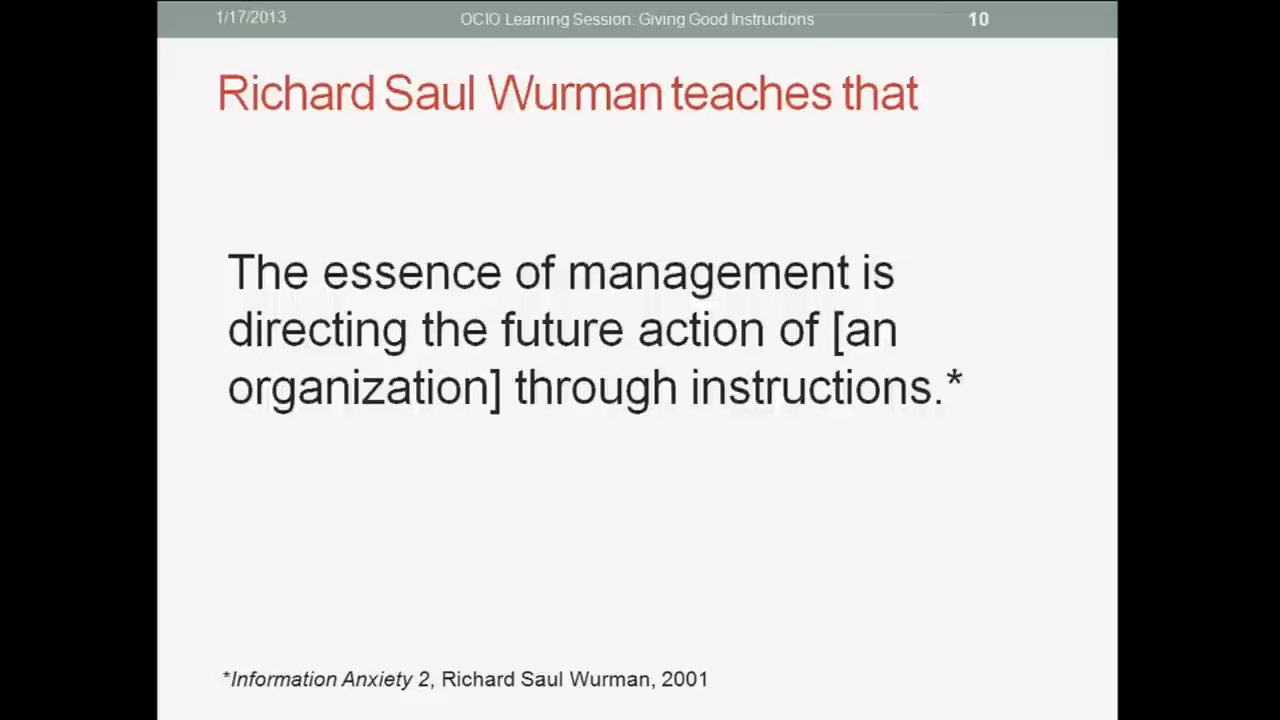 1/17/2013 OCIO Learning Session: Giving Good Instructions 10
Richard Saul Wurman teaches that
The essence of management is
directing the future action of [an
organization] through instructions.*
*Information Anxiety 2, Richard Saul Wurman, 2001